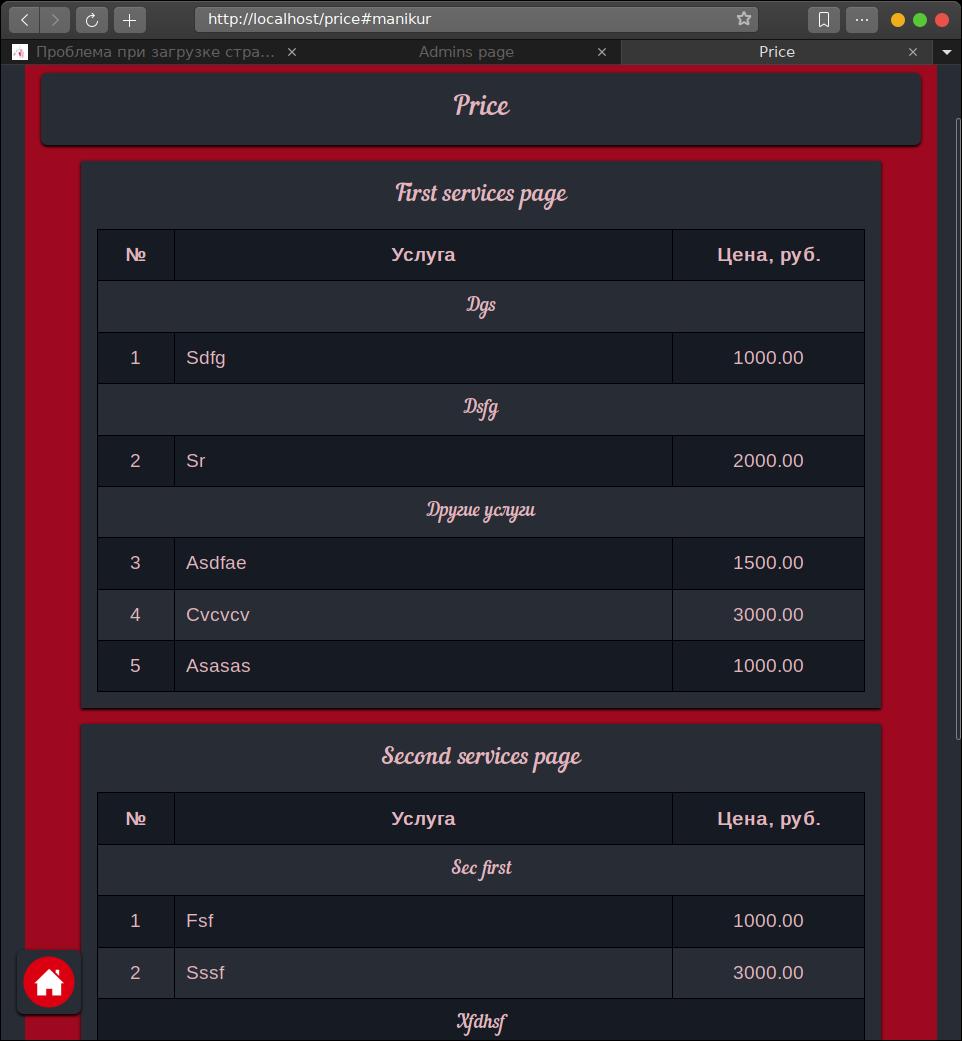 http://localhost/price#manikur
Проблема при загрузке стра...
Admins page
Price
Price
First services page
№ Услуга Цена, руб.
Dgs
1 Sdfg 1000.00
Dsfg
2 Sr 2000.00
Другие услуги
3 Asdfae 1500.00
4 Cvcvcv 3000.00
5 Asasas 1000.00
Second services page
№ Услуга Цена, руб.
Sec first
1 Fsf 1000.00
2 Sssf 3000.00
Xfdhsf